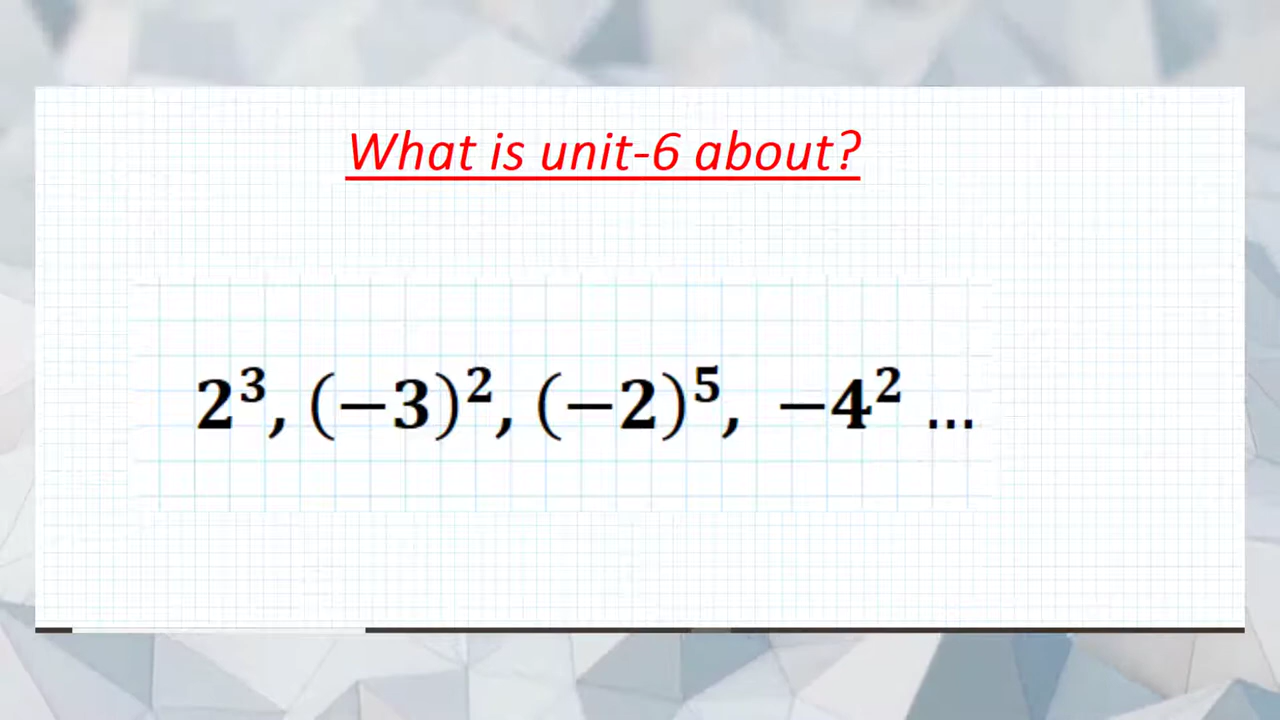 What is unit-6 about?
2³, (−3)², (−2)⁵, −4² ...